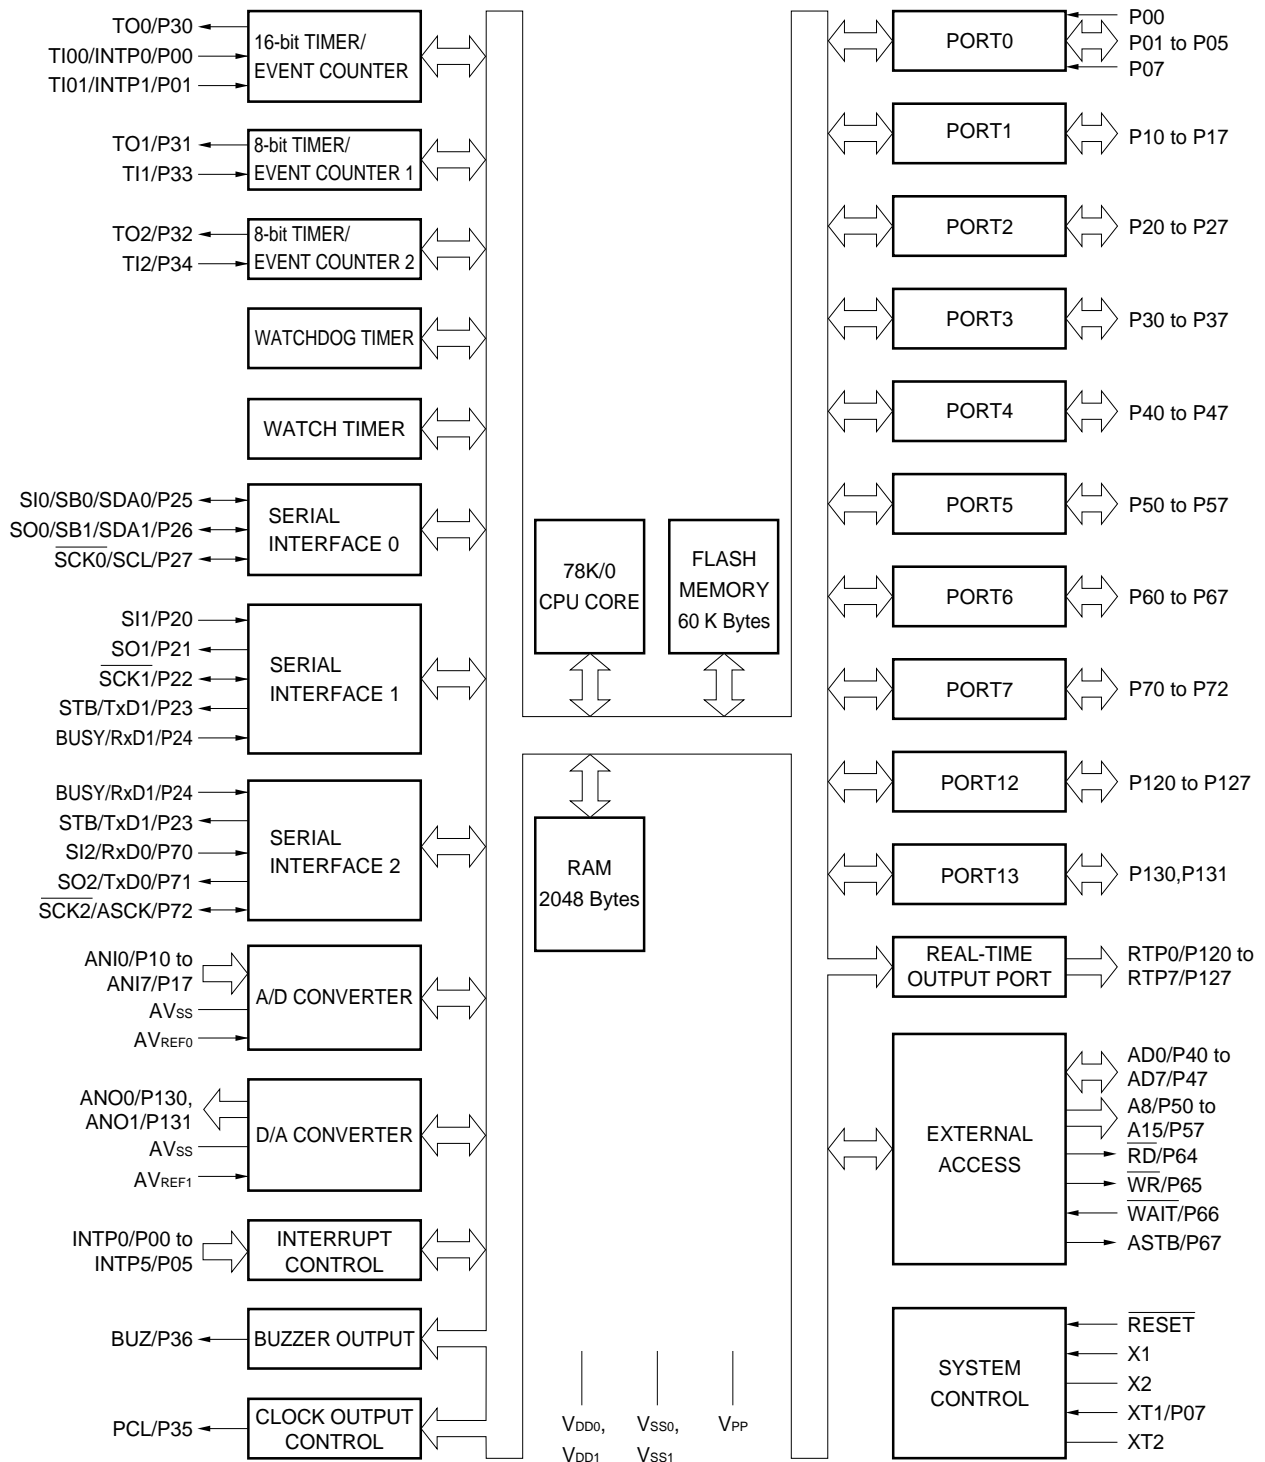 TO0/P30
TI00/INTP0/P00
TI01/INTP1/P01
16-bit TIMER/
EVENT COUNTER
TO1/P31
TI1/P33
8-bit TIMER/
EVENT COUNTER 1
TO2/P32
TI2/P34
8-bit TIMER/
EVENT COUNTER 2
WATCHDOG TIMER
WATCH TIMER
SI0/SB0/SDA0/P25
SO0/SB1/SDA1/P26
SCK0/SCL/P27
SERIAL
INTERFACE 0
SI1/P20
SO1/P21
SCK1/P22
STB/TxD1/P23
BUSY/RxD1/P24
SERIAL
INTERFACE 1
BUSY/RxD1/P24
STB/TxD1/P23
SI2/RxD0/P70
SO2/TxD0/P71
SCK2/ASCK/P72
SERIAL
INTERFACE 2
ANI0/P10 to
ANI7/P17
AVSS
AVREF0
A/D CONVERTER
ANO0/P130,
ANO1/P131
AVSS
AVREF1
D/A CONVERTER
INTP0/P00 to
INTP5/P05
INTERRUPT
CONTROL
BUZ/P36
BUZZER OUTPUT
PCL/P35
CLOCK OUTPUT
CONTROL
78K/0
CPU CORE
FLASH
MEMORY
60 K Bytes
RAM
2048 Bytes
VDD0,
VDD1
VSS0,
VSS1
VPP
PORT0
P00
P01 to P05
P07
PORT1
P10 to P17
PORT2
P20 to P27
PORT3
P30 to P37
PORT4
P40 to P47
PORT5
P50 to P57
PORT6
P60 to P67
PORT7
P70 to P72
PORT12
P120 to P127
PORT13
P130,P131
REAL-TIME
OUTPUT PORT
RTP0/P120 to
RTP7/P127
EXTERNAL
ACCESS
AD0/P40 to
AD7/P47
A8/P50 to
A15/P57
RD/P64
WR/P65
WAIT/P66
ASTB/P67
SYSTEM
CONTROL
RESET
X1
X2
XT1/P07
XT2